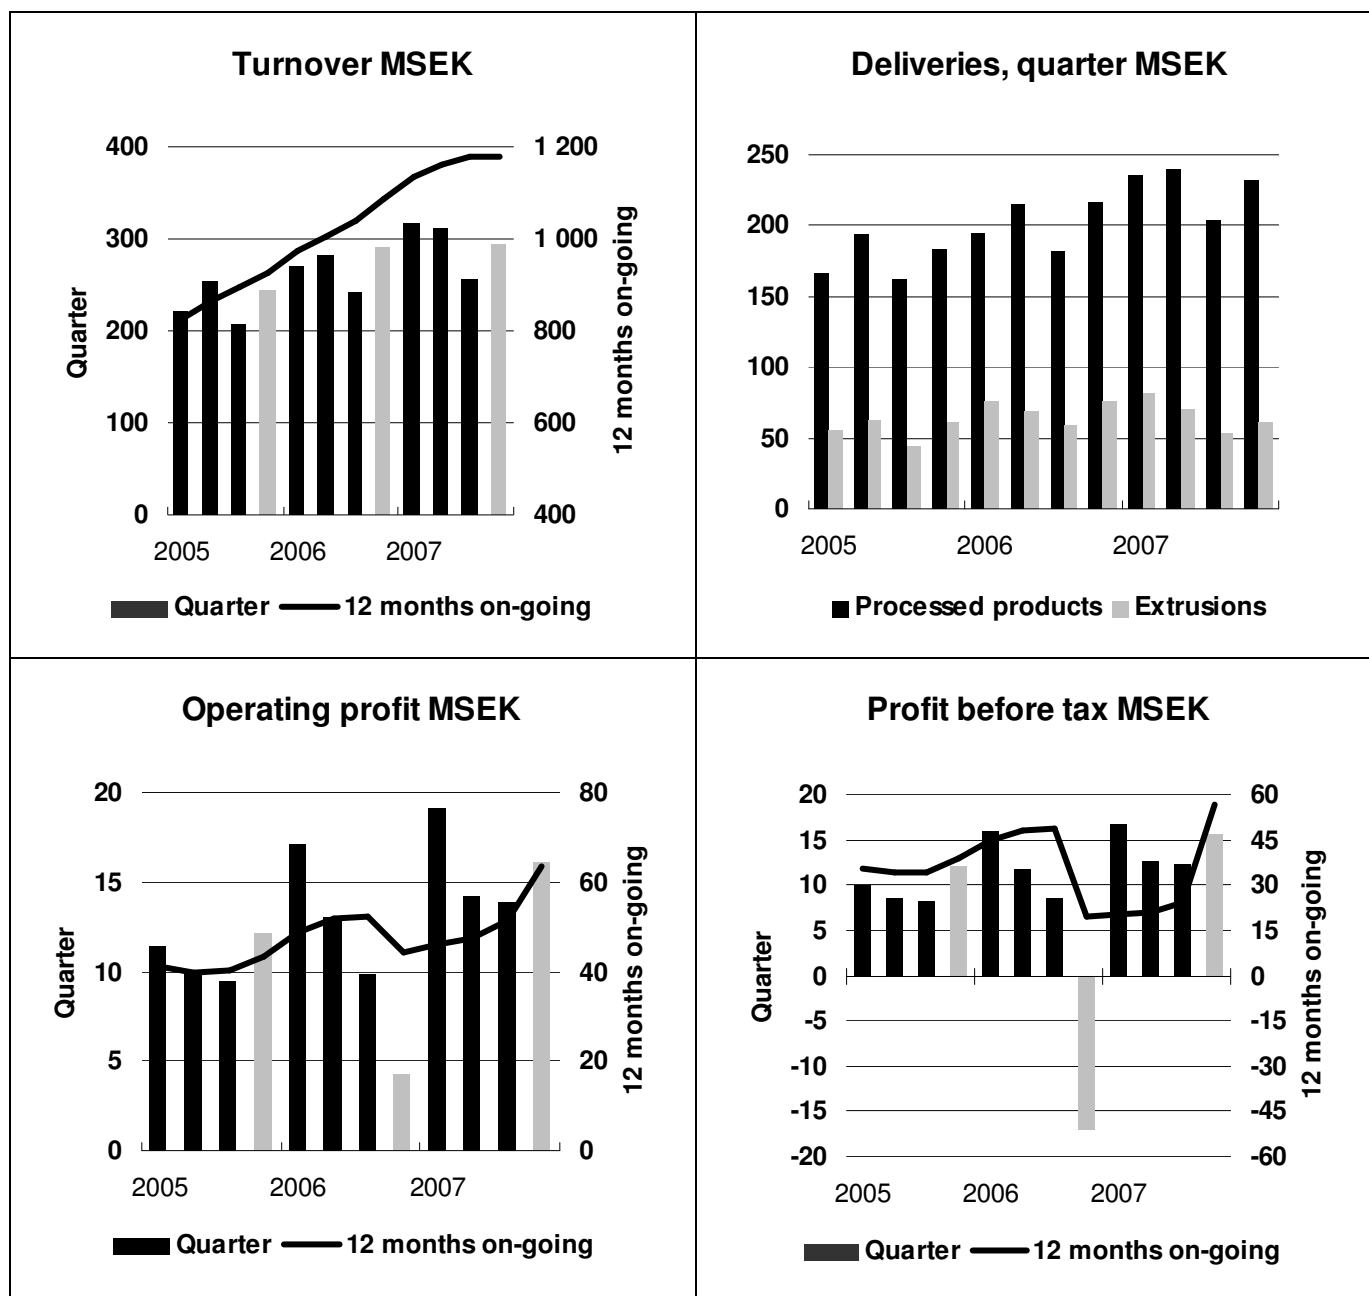 Turnover MSEK
400
300
200
100
0
1 200
1 000
800
600
400
Quarter
12 months on-going
2005 2006 2007
Quarter 12 months on-going
Deliveries, quarter MSEK
250
200
150
100
50
0
2005 2006 2007
Processed products Extrusions
Operating profit MSEK
20
15
10
5
0
80
60
40
20
0
Quarter
12 months on-going
2005 2006 2007
Quarter 12 months on-going
Profit before tax MSEK
20
15
10
5
0
-5
-10
-15
-20
60
45
30
15
0
-15
-30
-45
-60
Quarter
12 months on-going
2005 2006 2007
Quarter 12 months on-going